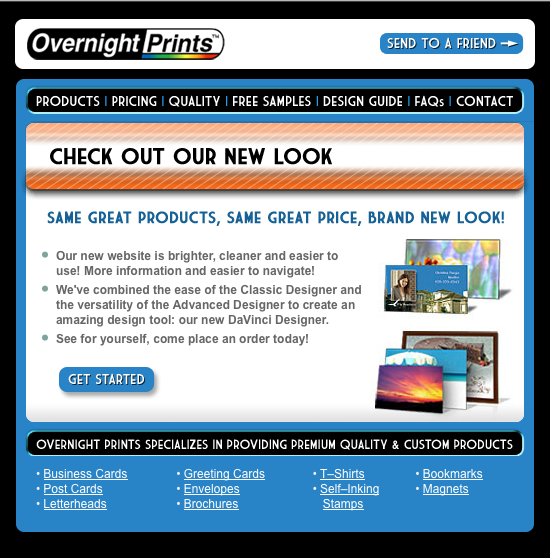 Overnight Prints™
SEND TO A FRIEND
PRODUCTS | PRICING | QUALITY | FREE SAMPLES | DESIGN GUIDE | FAQs | CONTACT
CHECK OUT OUR NEW LOOK
SAME GREAT PRODUCTS, SAME GREAT PRICE, BRAND NEW LOOK!
• Our new website is brighter, cleaner and easier to
use! More information and easier to navigate!
• We've combined the ease of the Classic Designer and
the versatility of the Advanced Designer to create an
amazing design tool: our new DaVinci Designer.
• See for yourself, come place an order today!
GET STARTED
OVERNIGHT PRINTS SPECIALIZES IN PROVIDING PREMIUM QUALITY & CUSTOM PRODUCTS
• Business Cards • Greeting Cards • T–Shirts • Bookmarks
• Post Cards • Envelopes • Self–Inking • Magnets
• Letterheads • Brochures Stamps